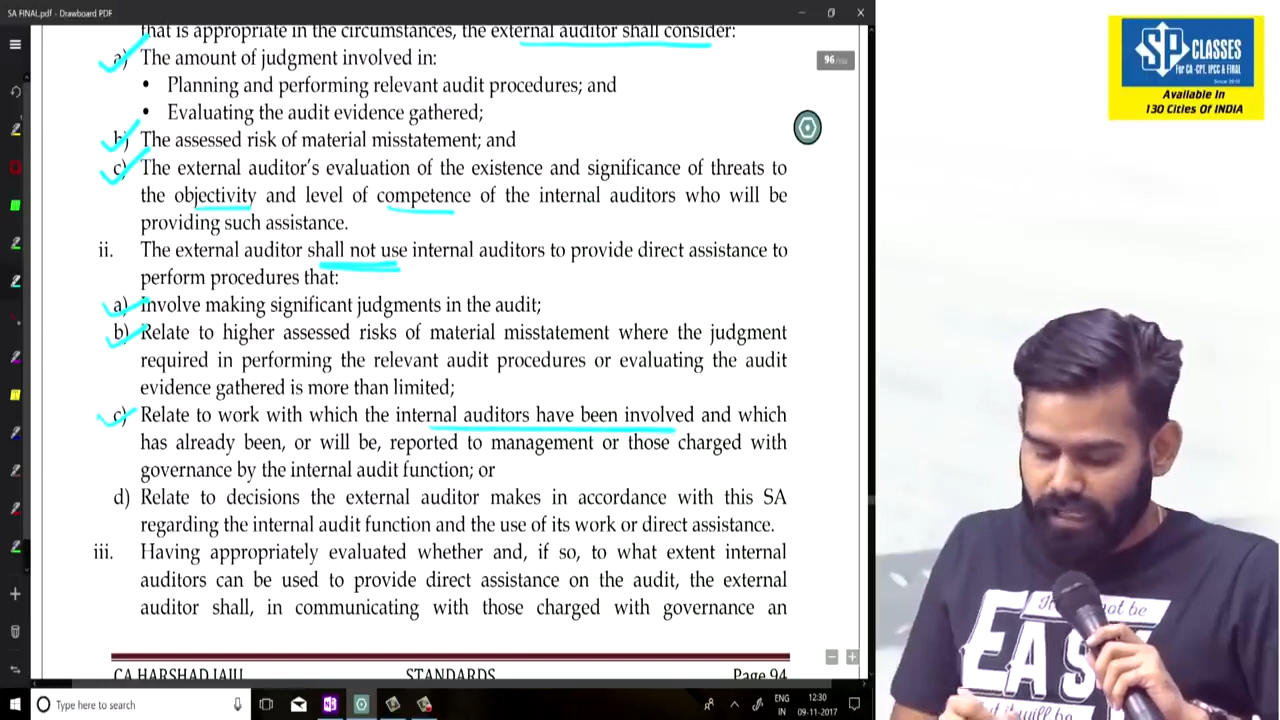 SA FINAL.pdf - Drawboard PDF
that is appropriate in the circumstances, the external auditor shall consider:
a) The amount of judgment involved in:
• Planning and performing relevant audit procedures; and
• Evaluating the audit evidence gathered;
b) The assessed risk of material misstatement; and
c) The external auditor's evaluation of the existence and significance of threats to
the objectivity and level of competence of the internal auditors who will be
providing such assistance.
ii. The external auditor shall not use internal auditors to provide direct assistance to
perform procedures that:
a) Involve making significant judgments in the audit;
b) Relate to higher assessed risks of material misstatement where the judgment
required in performing the relevant audit procedures or evaluating the audit
evidence gathered is more than limited;
c) Relate to work with which the internal auditors have been involved and which
has already been, or will be, reported to management or those charged with
governance by the internal audit function; or
d) Relate to decisions the external auditor makes in accordance with this SA
regarding the internal audit function and the use of its work or direct assistance.
iii. Having appropriately evaluated whether and, if so, to what extent internal
auditors can be used to provide direct assistance on the audit, the external
auditor shall, in communicating with those charged with governance an
CA HARSHAD JAJU STANDARDS Page 94
96
Type here to search
ENG
IN
12:30
09-11-2017
SP CLASSES
For CA -CPT, IPCC & FINAL
Available In
130 Cities Of INDIA
not be
EAS
it will be